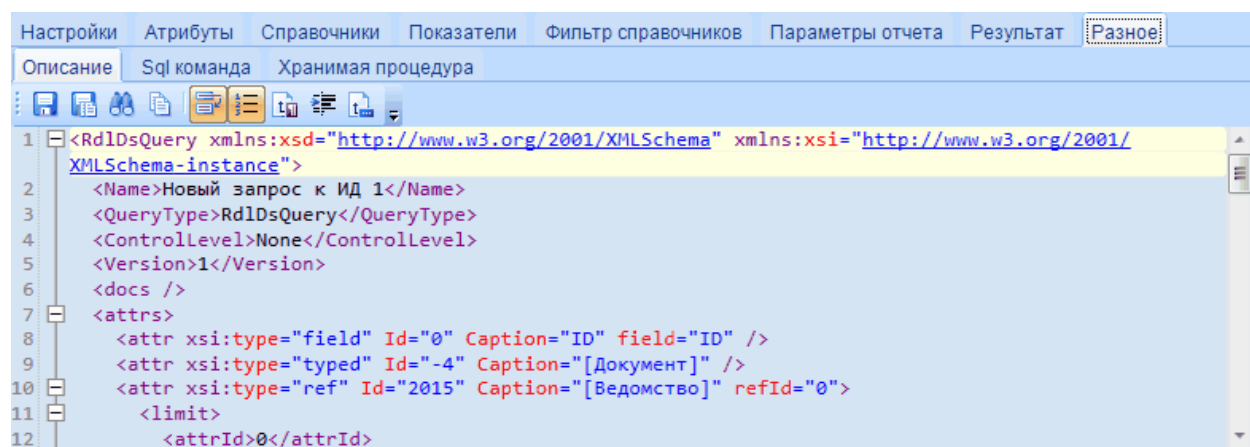 Настройки Атрибуты Справочники Показатели Фильтр справочников Параметры отчета Результат Разное
Описание Sql команда Хранимая процедура
1 <RdlDsQuery xmlns:xsd="http://www.w3.org/2001/XMLSchema" xmlns:xsi="http://www.w3.org/2001/
XMLSchema-instance">
2 <Name>Новый запрос к ИД 1</Name>
3 <QueryType>RdlDsQuery</QueryType>
4 <ControlLevel>None</ControlLevel>
5 <Version>1</Version>
6 <docs />
7 <attrs>
8 <attr xsi:type="field" Id="0" Caption="ID" field="ID" />
9 <attr xsi:type="typed" Id="-4" Caption="[Документ]" />
10 <attr xsi:type="ref" Id="2015" Caption="[Ведомство]" refId="0">
11 <limit>
12 <attrId>0</attrId>